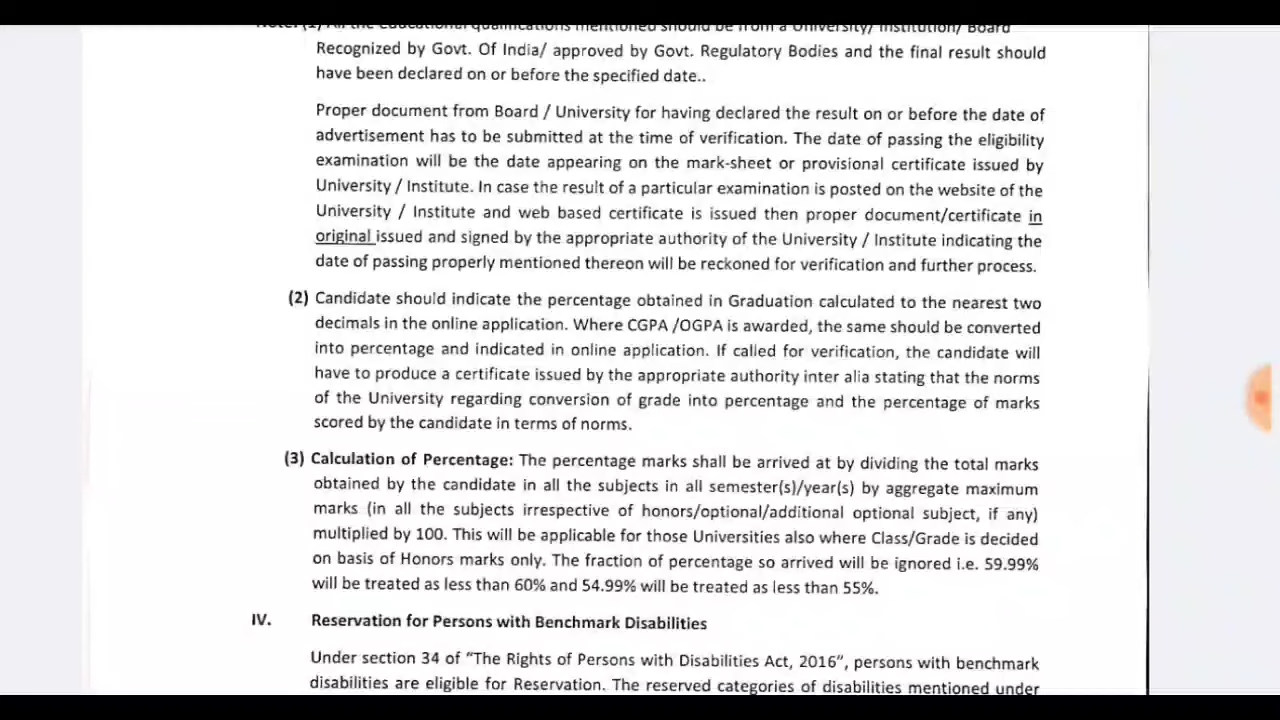 Note: (1) All the Educational qualifications mentioned should be from a University/ Institution/ Board
Recognized by Govt. Of India/ approved by Govt. Regulatory Bodies and the final result should
have been declared on or before the specified date..
Proper document from Board / University for having declared the result on or before the date of
advertisement has to be submitted at the time of verification. The date of passing the eligibility
examination will be the date appearing on the mark-sheet or provisional certificate issued by
University / Institute. In case the result of a particular examination is posted on the website of the
University / Institute and web based certificate is issued then proper document/certificate in
original issued and signed by the appropriate authority of the University / Institute indicating the
date of passing properly mentioned thereon will be reckoned for verification and further process.
(2) Candidate should indicate the percentage obtained in Graduation calculated to the nearest two
decimals in the online application. Where CGPA /OGPA is awarded, the same should be converted
into percentage and indicated in online application. If called for verification, the candidate will
have to produce a certificate issued by the appropriate authority inter alia stating that the norms
of the University regarding conversion of grade into percentage and the percentage of marks
scored by the candidate in terms of norms.
(3) Calculation of Percentage: The percentage marks shall be arrived at by dividing the total marks
obtained by the candidate in all the subjects in all semester(s)/year(s) by aggregate maximum
marks (in all the subjects irrespective of honors/optional/additional optional subject, if any)
multiplied by 100. This will be applicable for those Universities also where Class/Grade is decided
on basis of Honors marks only. The fraction of percentage so arrived will be ignored i.e. 59.99%
will be treated as less than 60% and 54.99% will be treated as less than 55%.
IV. Reservation for Persons with Benchmark Disabilities
Under section 34 of "The Rights of Persons with Disabilities Act, 2016", persons with benchmark
disabilities are eligible for Reservation. The reserved categories of disabilities mentioned under